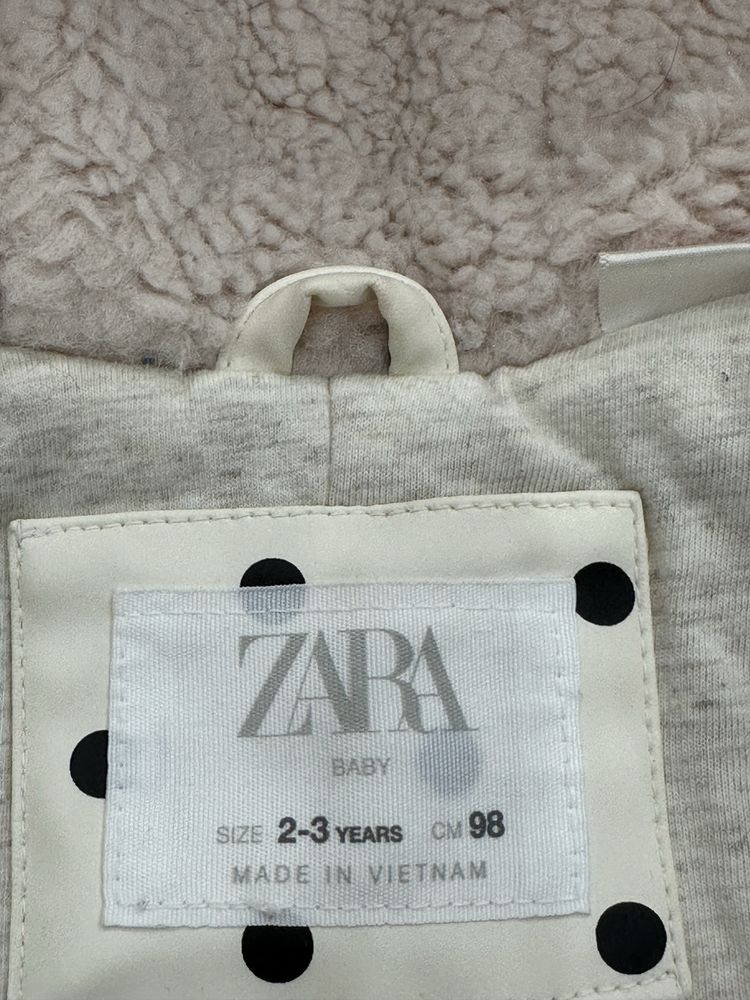 ZARA
BABY
SIZE 2-3 YEARS CM 98
MADE IN VIETNAM